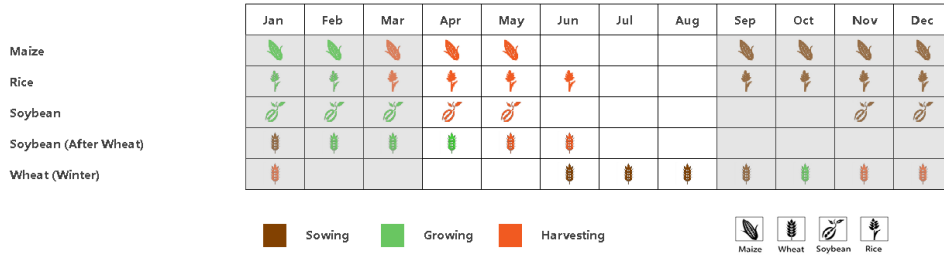 Jan Feb Mar Apr May Jun Jul Aug Sep Oct Nov Dec
Maize
Rice
Soybean
Soybean (After Wheat)
Wheat (Winter)
Sowing Growing Harvesting
Maize Wheat Soybean Rice